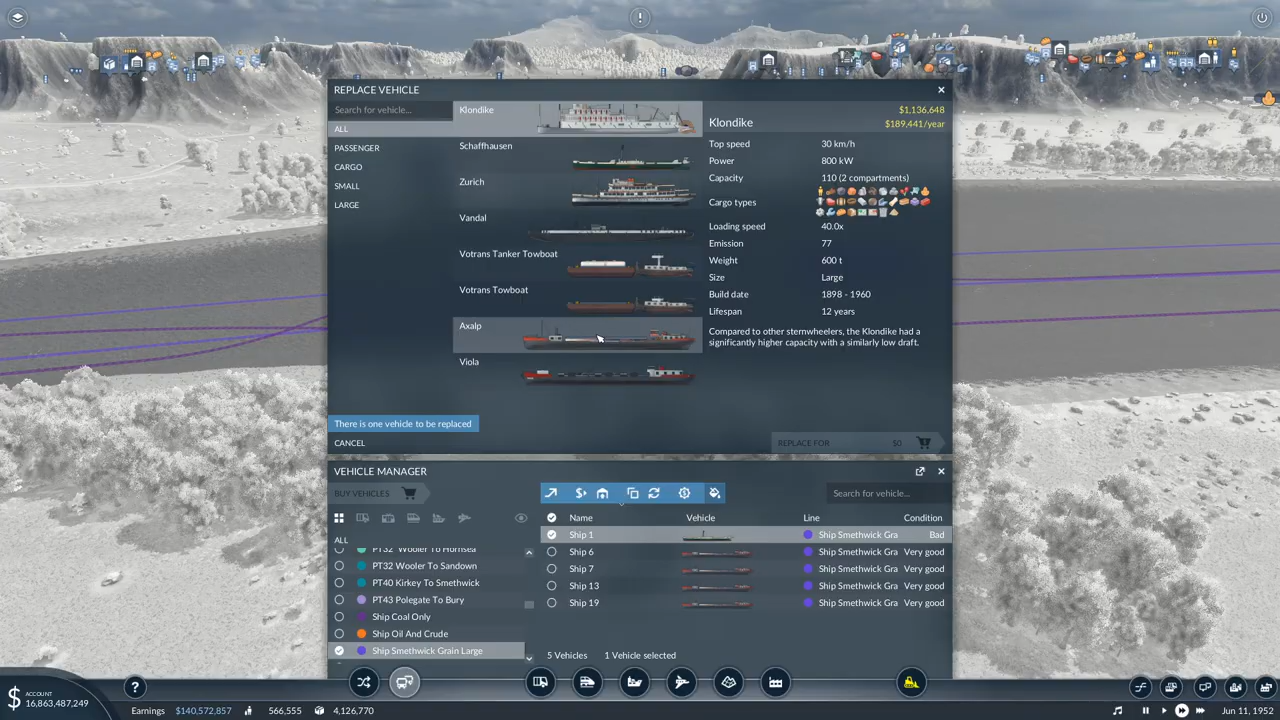 REPLACE VEHICLE
Search for vehicle...
ALL
PASSENGER
CARGO
SMALL
LARGE
Klondike
Schaffhausen
Zurich
Vandal
Votrans Tanker Towboat
Votrans Towboat
Axalp
Viola
$1,136,648
Klondike
$189,441/year
Top speed 30 km/h
Power 800 kW
Capacity 110 (2 compartments)
Cargo types
Loading speed 40.0x
Emission 77
Weight 600 t
Size Large
Build date 1898 - 1960
Lifespan 12 years
Compared to other sternwheelers, the Klondike had a
significantly higher capacity with a similarly low draft.
There is one vehicle to be replaced
CANCEL
REPLACE FOR $0
VEHICLE MANAGER
BUY VEHICLES
Search for vehicle...
ALL
PT32 Wooler To Hornsea
PT32 Wooler To Sandown
PT40 Kirkey To Smethwick
PT43 Polegate To Bury
Ship Coal Only
Ship Oil And Crude
Ship Smethwick Grain Large
Name Vehicle Line Condition
Ship 1 Ship Smethwick Gra Bad
Ship 6 Ship Smethwick Gra Very good
Ship 7 Ship Smethwick Gra Very good
Ship 13 Ship Smethwick Gra Very good
Ship 19 Ship Smethwick Gra Very good
5 Vehicles 1 Vehicle selected
ACCOUNT
$ 16,863,487,249
?
Earnings $140,572,857 566,555 4,126,770
Jun 11, 1952